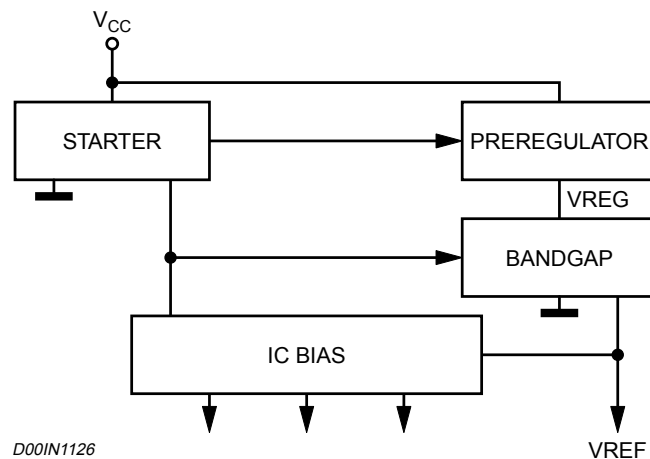 VCC
STARTER
PREREGULATOR
VREG
BANDGAP
IC BIAS
D00IN1126
VREF